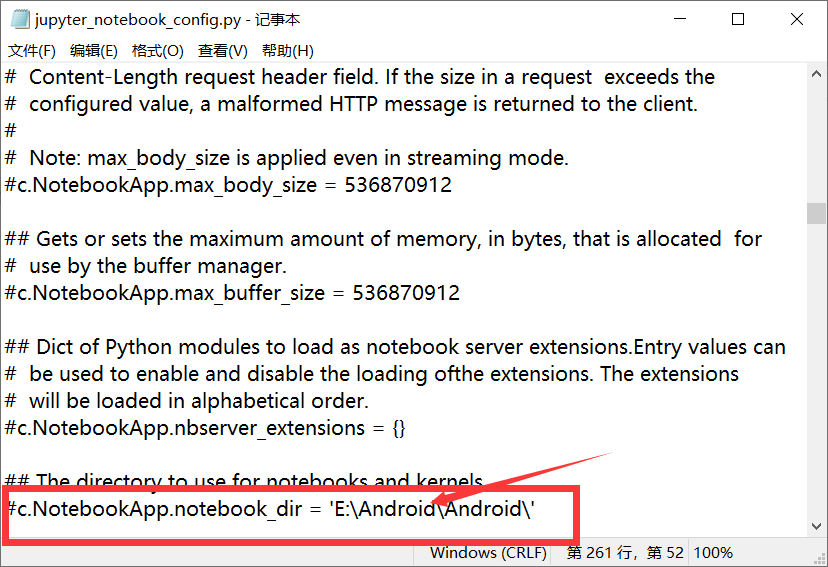 jupyter_notebook_config.py - 记事本
文件(F) 编辑(E) 格式(O) 查看(V) 帮助(H)
#  Content-Length request header field. If the size in a request  exceeds the
#  configured value, a malformed HTTP message is returned to the client.
#
#  Note: max_body_size is applied even in streaming mode.
#c.NotebookApp.max_body_size = 536870912
## Gets or sets the maximum amount of memory, in bytes, that is allocated  for
#  use by the buffer manager.
#c.NotebookApp.max_buffer_size = 536870912
## Dict of Python modules to load as notebook server extensions.Entry values can
#  be used to enable and disable the loading ofthe extensions. The extensions
#  will be loaded in alphabetical order.
#c.NotebookApp.nbserver_extensions = {}
## The directory to use for notebooks and kernels.
#c.NotebookApp.notebook_dir = 'E:\Android\Android\'
Windows (CRLF) 第 261 行，第 52 100%